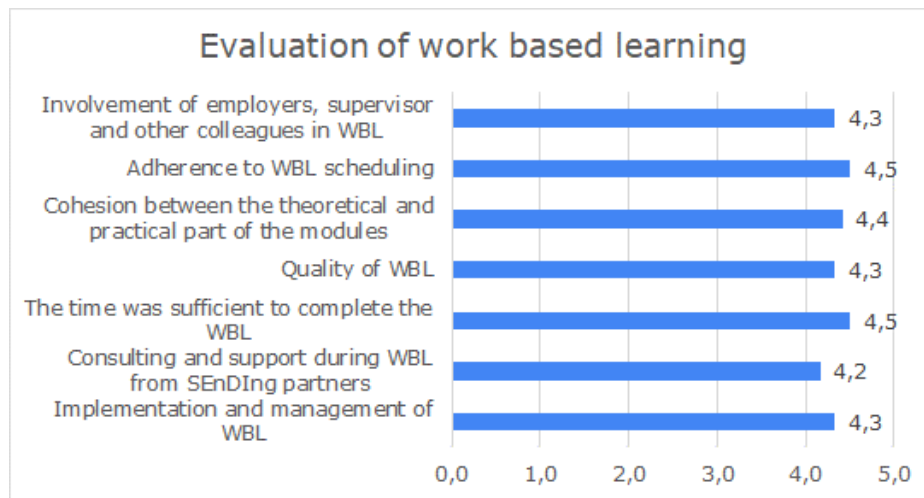 Evaluation of work based learning
Involvement of employers, supervisor
and other colleagues in WBL
4,3
Adherence to WBL scheduling
4,5
Cohesion between the theoretical and
practical part of the modules
4,4
Quality of WBL
4,3
The time was sufficient to complete the
WBL
4,5
Consulting and support during WBL
from SEnDIng partners
4,2
Implementation and management of
WBL
4,3
0,0 1,0 2,0 3,0 4,0 5,0